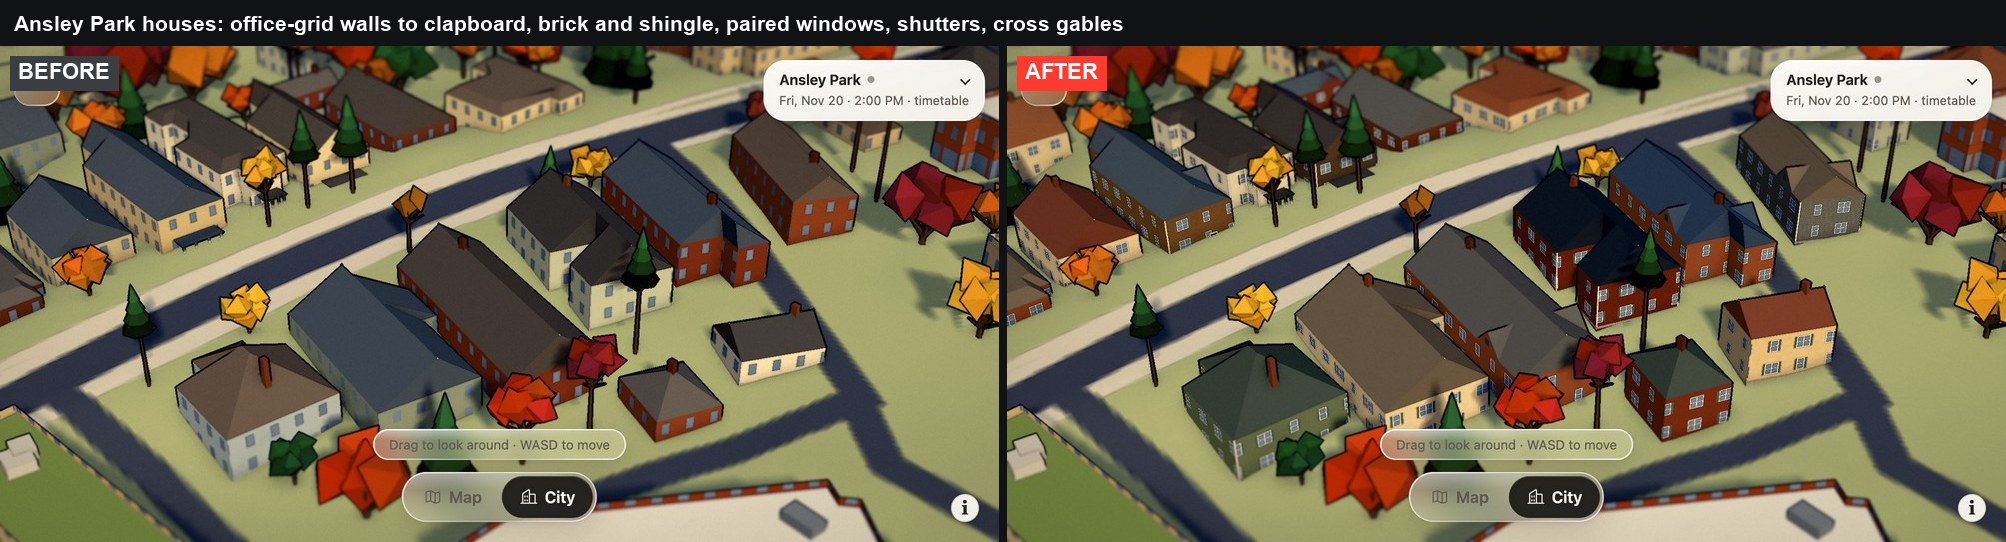 Ansley Park houses: office-grid walls to clapboard, brick and shingle, paired windows, shutters, cross gables
BEFORE
Ansley Park
Fri, Nov 20 · 2:00 PM · timetable
Drag to look around · WASD to move
Map
City
i
AFTER
Ansley Park
Fri, Nov 20 · 2:00 PM · timetable
Drag to look around · WASD to move
Map
City
i